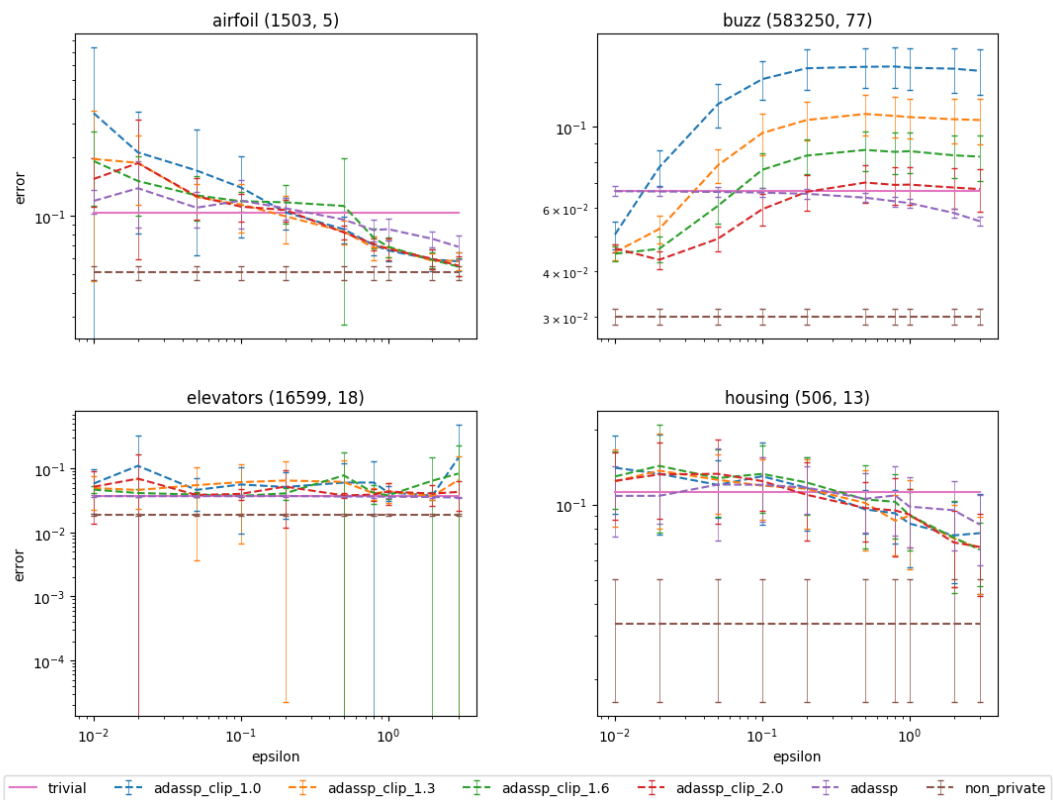 airfoil (1503, 5)
error
10⁻¹
buzz (583250, 77)
10⁻¹
6 × 10⁻²
4 × 10⁻²
3 × 10⁻²
elevators (16599, 18)
error
10⁻¹
10⁻²
10⁻³
10⁻⁴
10⁻² 10⁻¹ 10⁰
epsilon
housing (506, 13)
10⁻¹
10⁻² 10⁻¹ 10⁰
epsilon
trivial adassp_clip_1.0 adassp_clip_1.3 adassp_clip_1.6 adassp_clip_2.0 adassp non_private